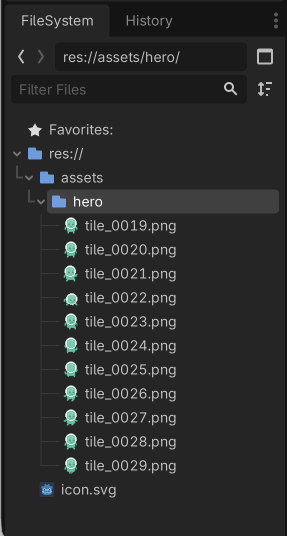 FileSystem History
res://assets/hero/
Filter Files
Favorites:
res://
assets
hero
tile_0019.png
tile_0020.png
tile_0021.png
tile_0022.png
tile_0023.png
tile_0024.png
tile_0025.png
tile_0026.png
tile_0027.png
tile_0028.png
tile_0029.png
icon.svg